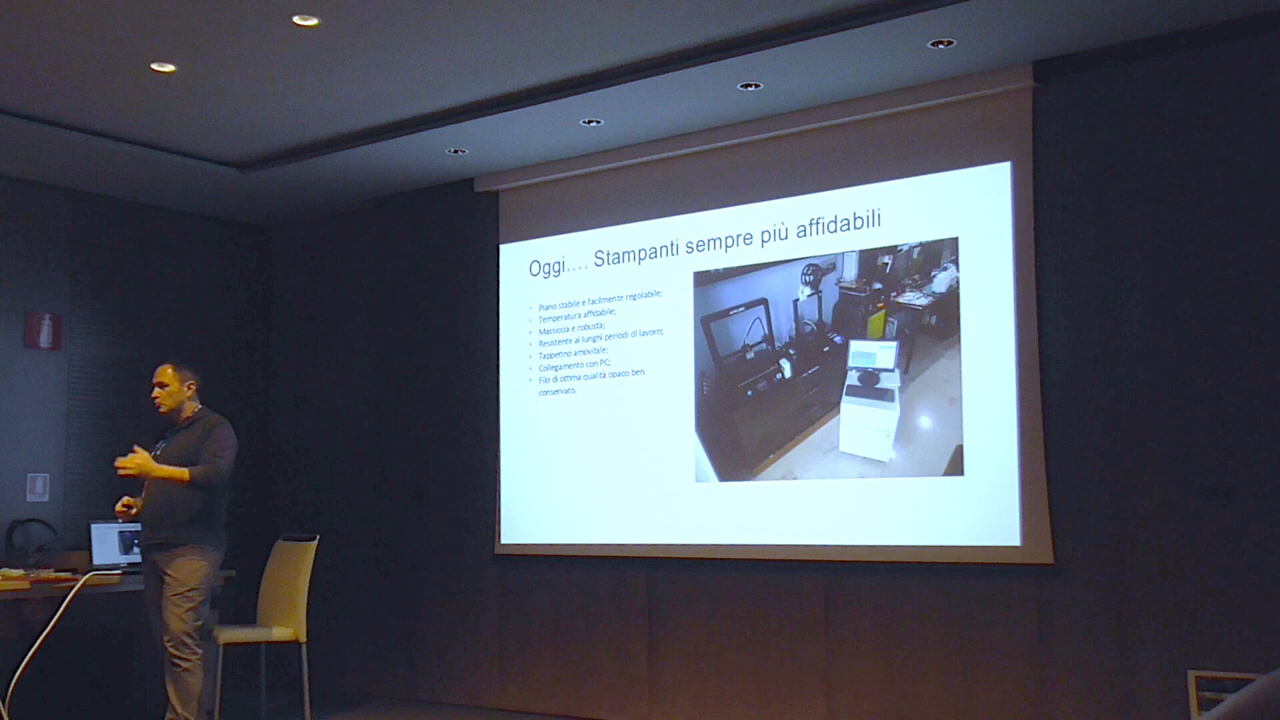 Oggi.... Stampanti sempre più affidabili
Piano stabile e facilmente regolabile;
Temperatura affidabile;
Massiccia e robusta;
Resistente ai lunghi periodi di lavoro;
Tappetino amovibile;
Collegamento con PC;
Filo di ottima qualità opaco ben
conservato.